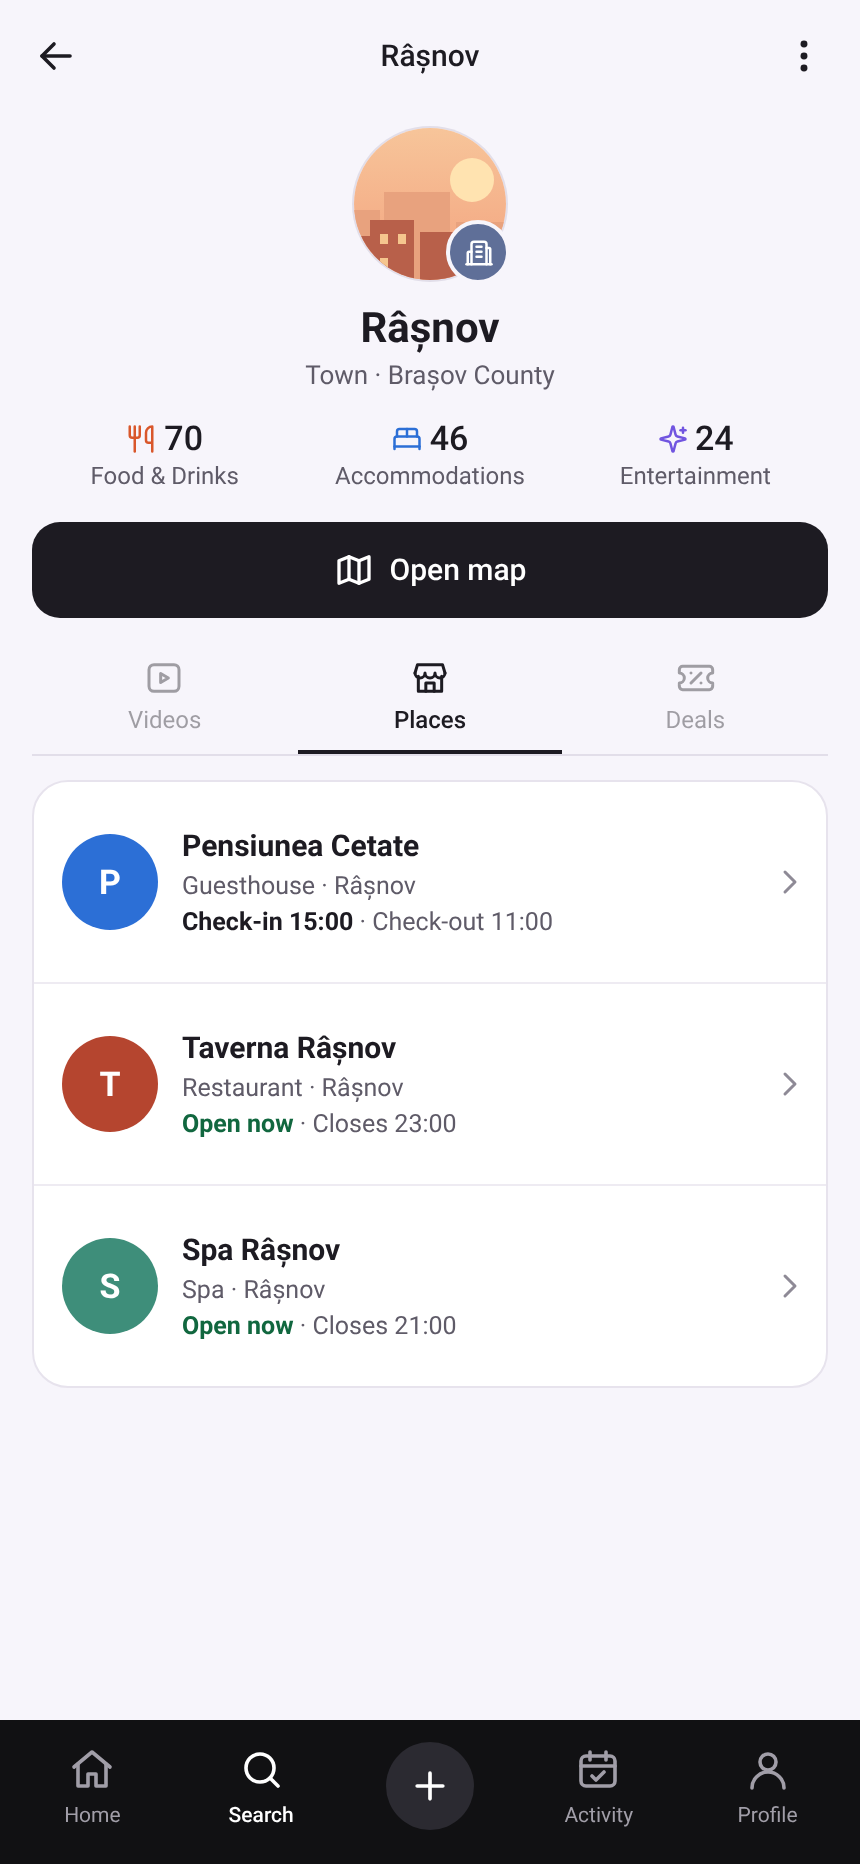 Râșnov
Râșnov
Town · Brașov County
70
Food & Drinks
46
Accommodations
24
Entertainment
Open map
Videos
Places
Deals
P
Pensiunea Cetate
Guesthouse · Râșnov
Check-in 15:00 · Check-out 11:00
T
Taverna Râșnov
Restaurant · Râșnov
Open now · Closes 23:00
S
Spa Râșnov
Spa · Râșnov
Open now · Closes 21:00
Home
Search
Activity
Profile